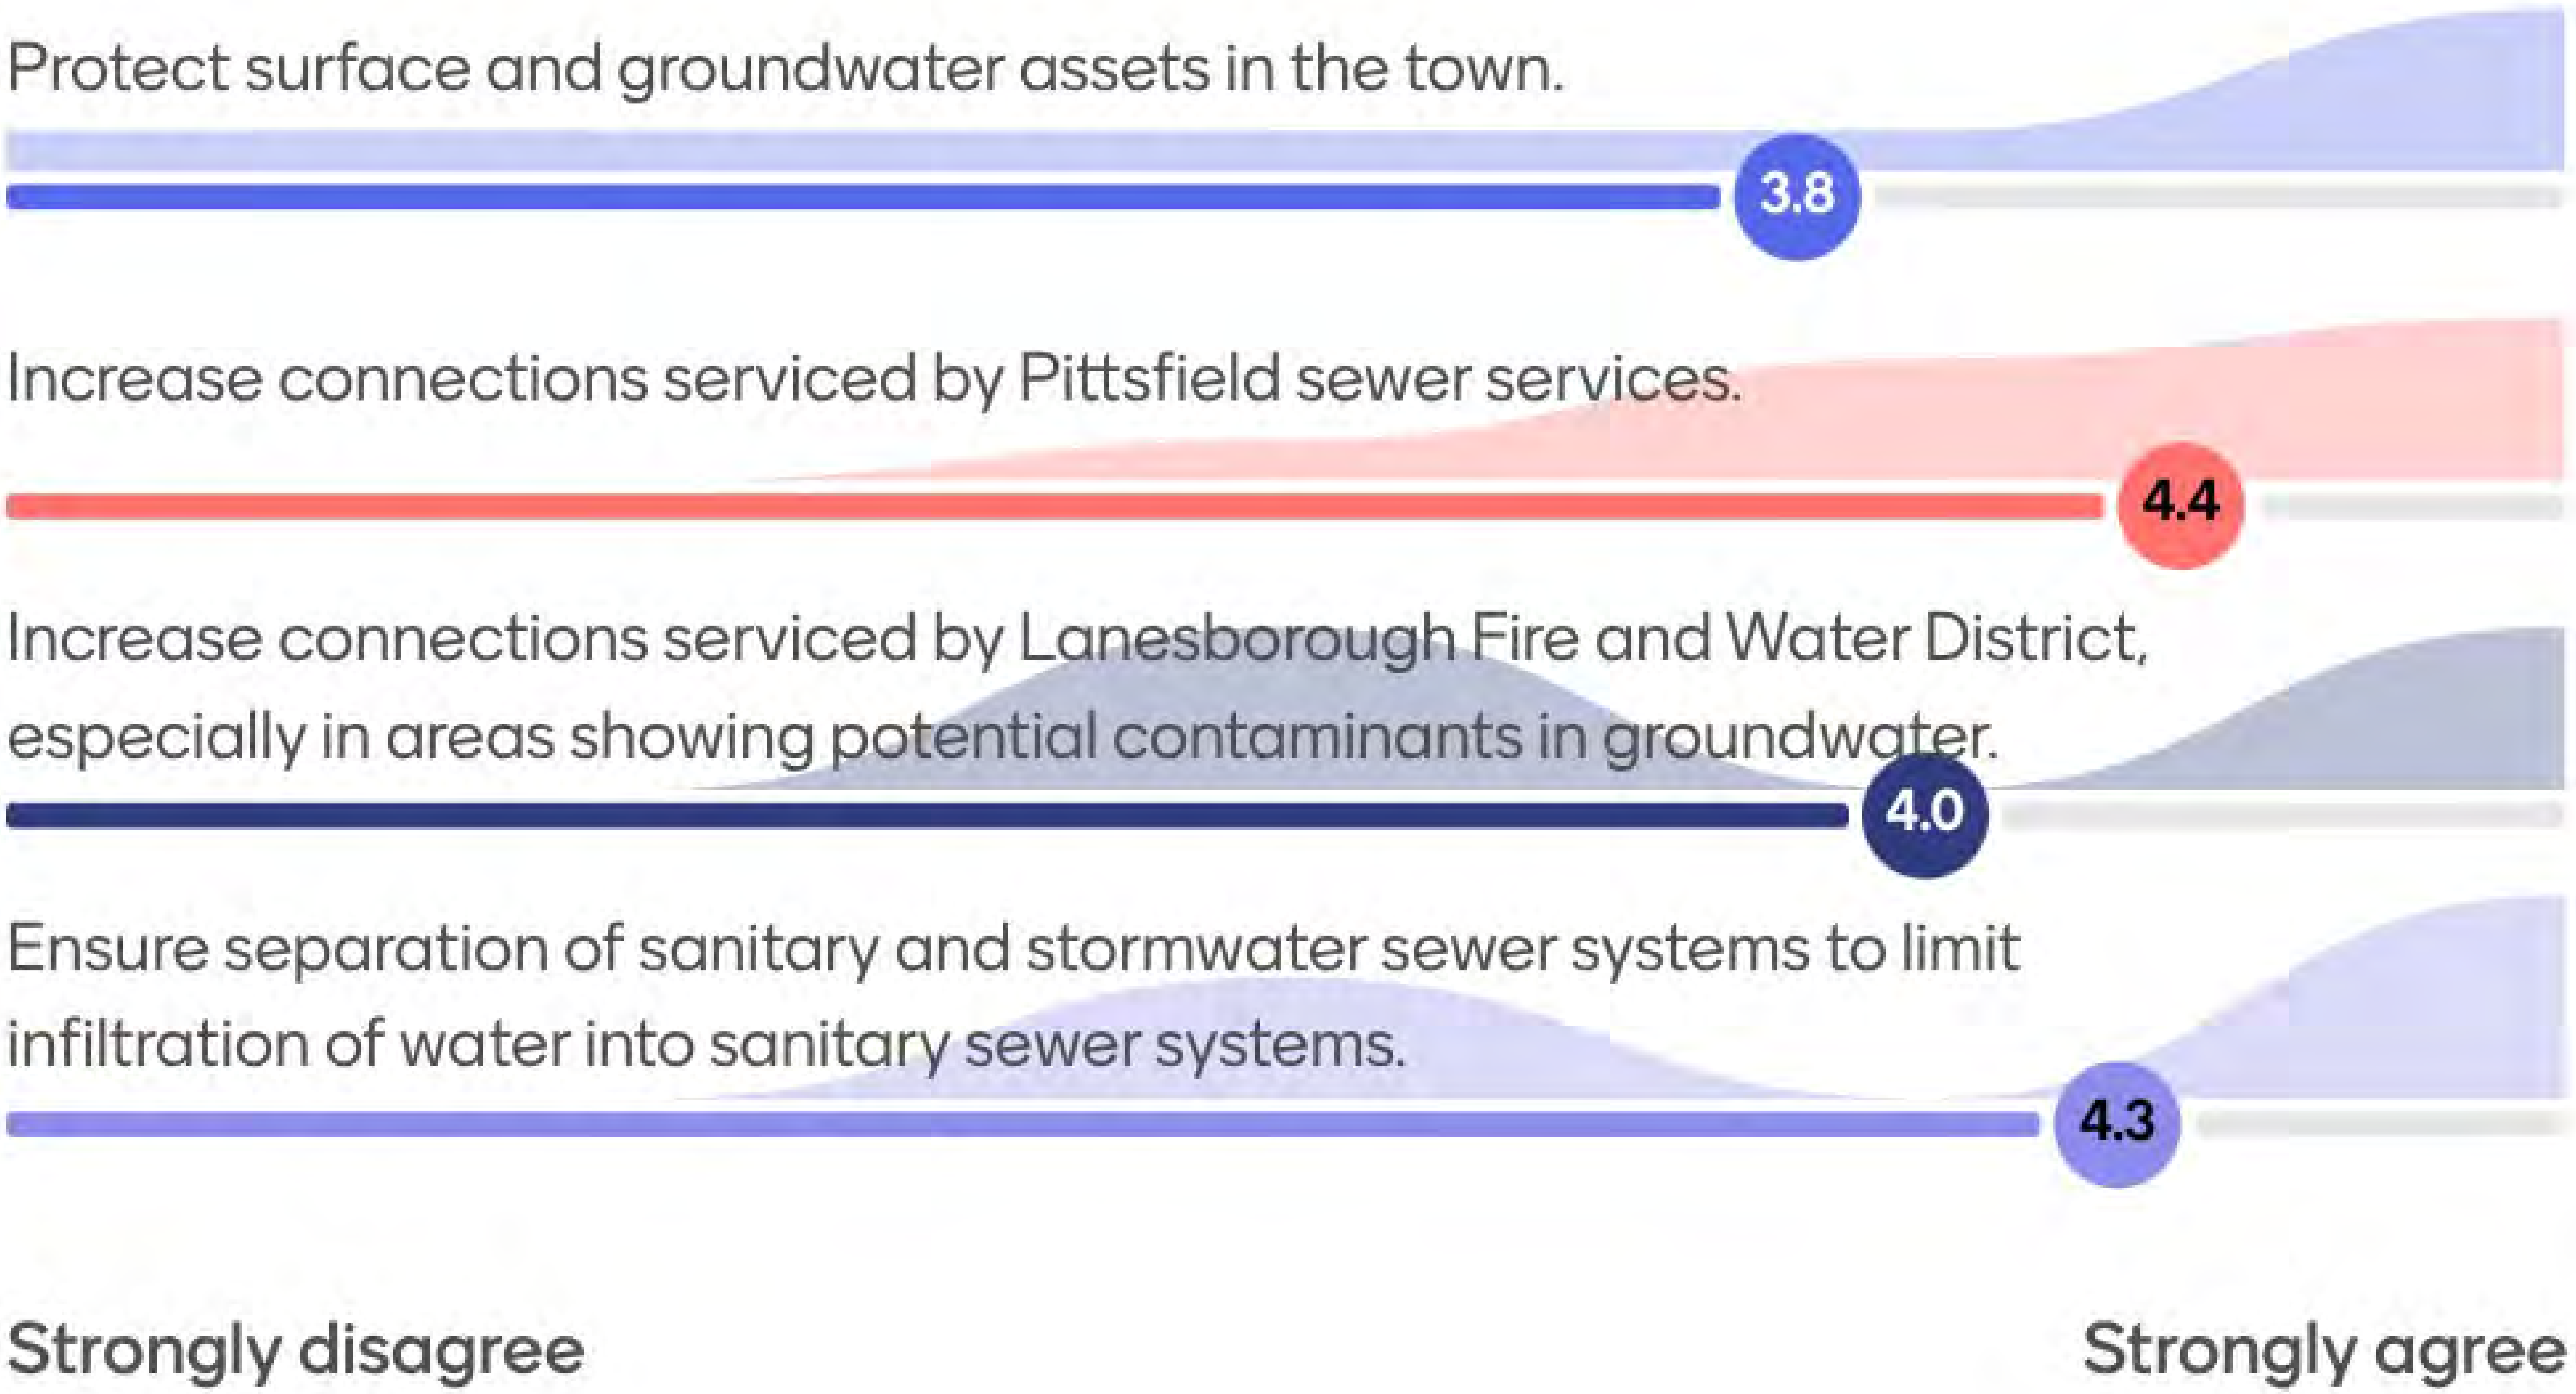 Protect surface and groundwater assets in the town.
3.8
Increase connections serviced by Pittsfield sewer services.
4.4
Increase connections serviced by Lanesborough Fire and Water District,
especially in areas showing potential contaminants in groundwater.
4.0
Ensure separation of sanitary and stormwater sewer systems to limit
infiltration of water into sanitary sewer systems.
4.3
Strongly disagree
Strongly agree